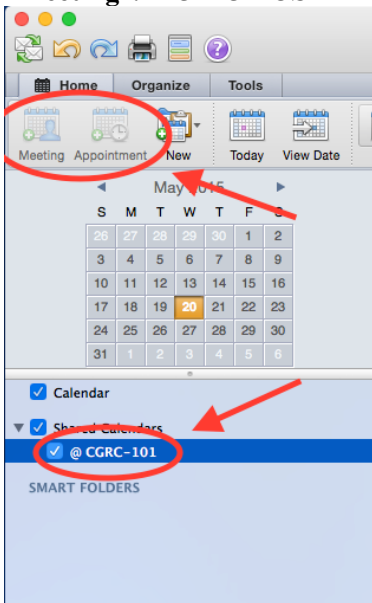 Home Organize Tools
Meeting Appointment New Today View Date
May 2015
S M T W T F S
26 27 28 29 30 1 2
3 4 5 6 7 8 9
10 11 12 13 14 15 16
17 18 19 20 21 22 23
24 25 26 27 28 29 30
31 1 2 3 4 5 6
Calendar
Shared Calendars
@ CGRC-101
SMART FOLDERS